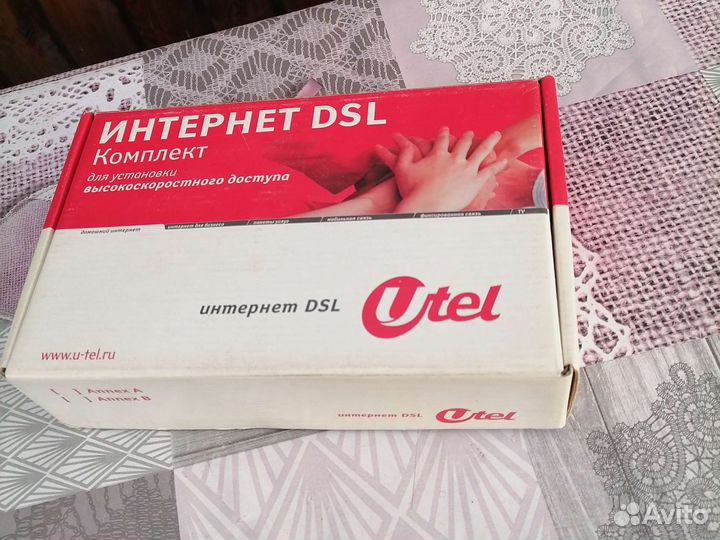 ИНТЕРНЕТ DSL
Комплект
для установки
высокоскоростного доступа
домашний интернет
интернет для бизнеса
пакеты услуг
мобильная связь
фиксированная связь
TV
интернет DSL Utel
www.u-tel.ru
[ ] Annex A
[ ] Annex B
интернет DSL Utel
Avito